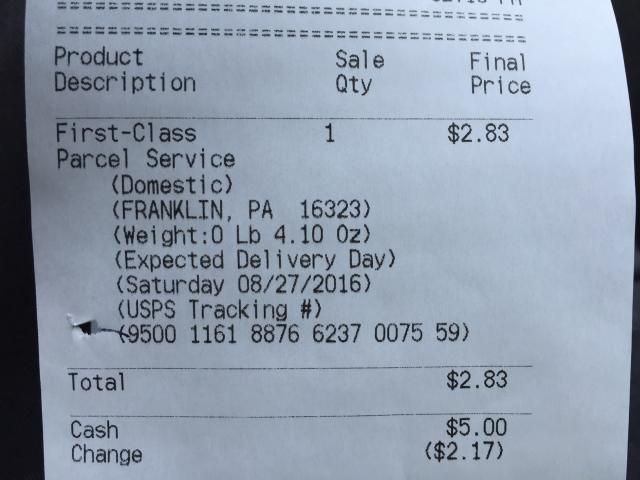 Product Sale Final
Description Qty Price
First-Class 1 $2.83
Parcel Service
(Domestic)
(FRANKLIN, PA 16323)
(Weight:0 Lb 4.10 Oz)
(Expected Delivery Day)
(Saturday 08/27/2016)
(USPS Tracking #)
(9500 1161 8876 6237 0075 59)
Total $2.83
Cash $5.00
Change ($2.17)